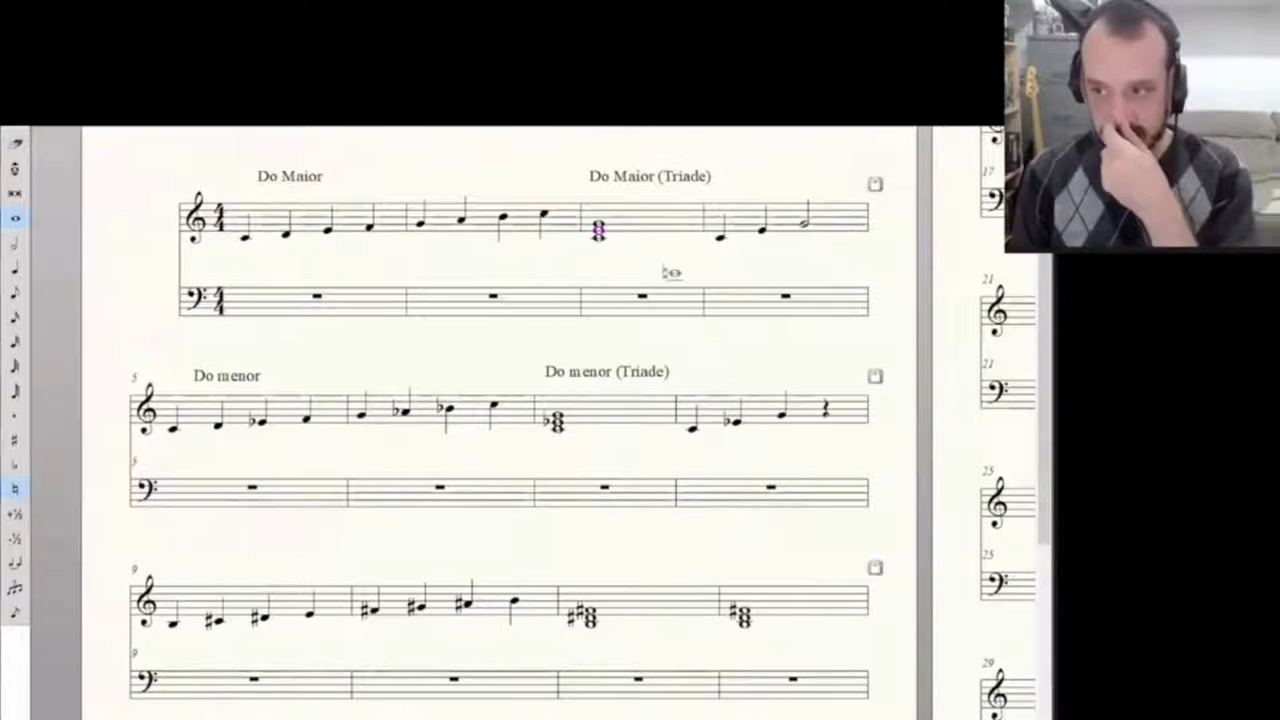 Do Maior
Do Maior (Triade)
17
21
5
Do menor
Do menor (Triade)
21
5
25
9
25
9
29